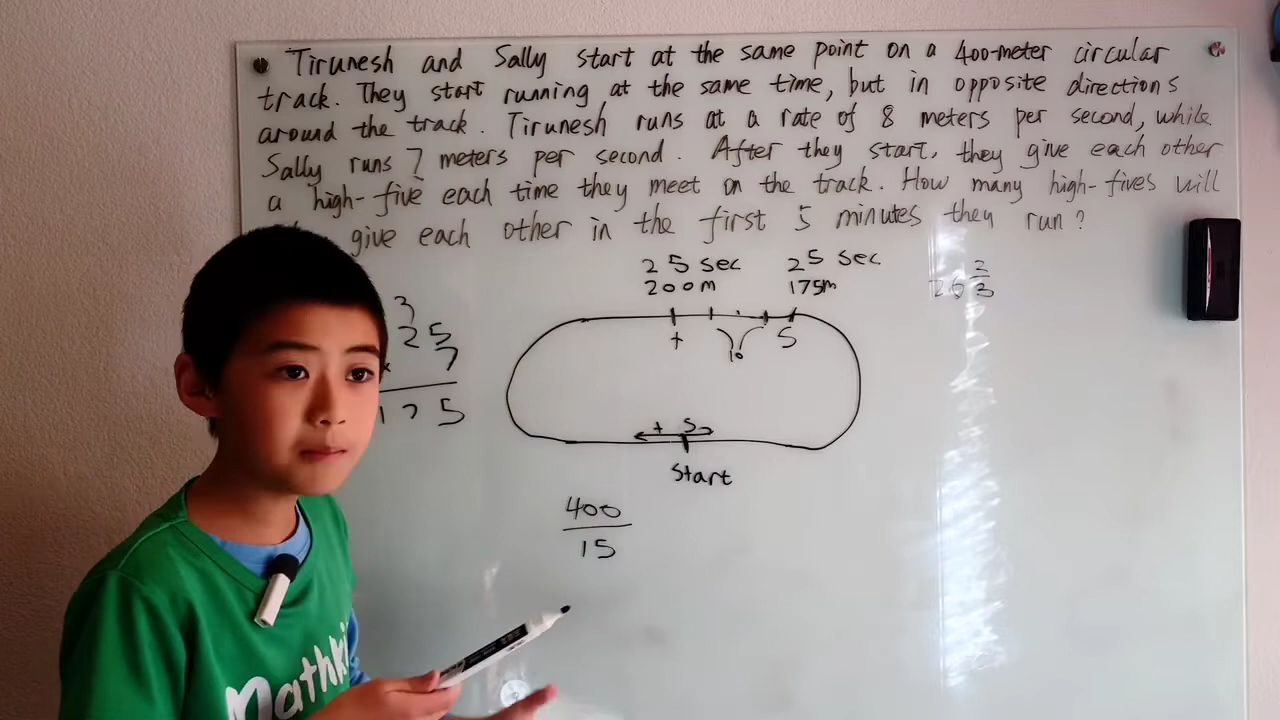 Tirunesh and Sally start at the same point on a 400-meter circular
track. They start running at the same time, but in opposite directions
around the track. Tirunesh runs at a rate of 8 meters per second, while
Sally runs 7 meters per second. After they start, they give each other
a high-five each time they meet on the track. How many high-fives will
give each other in the first 5 minutes they run?
25 sec 25 sec
200m 175m
26 2/3
3
25
x 7
175
+ S
10
+ S
Start
400
15
Mathki